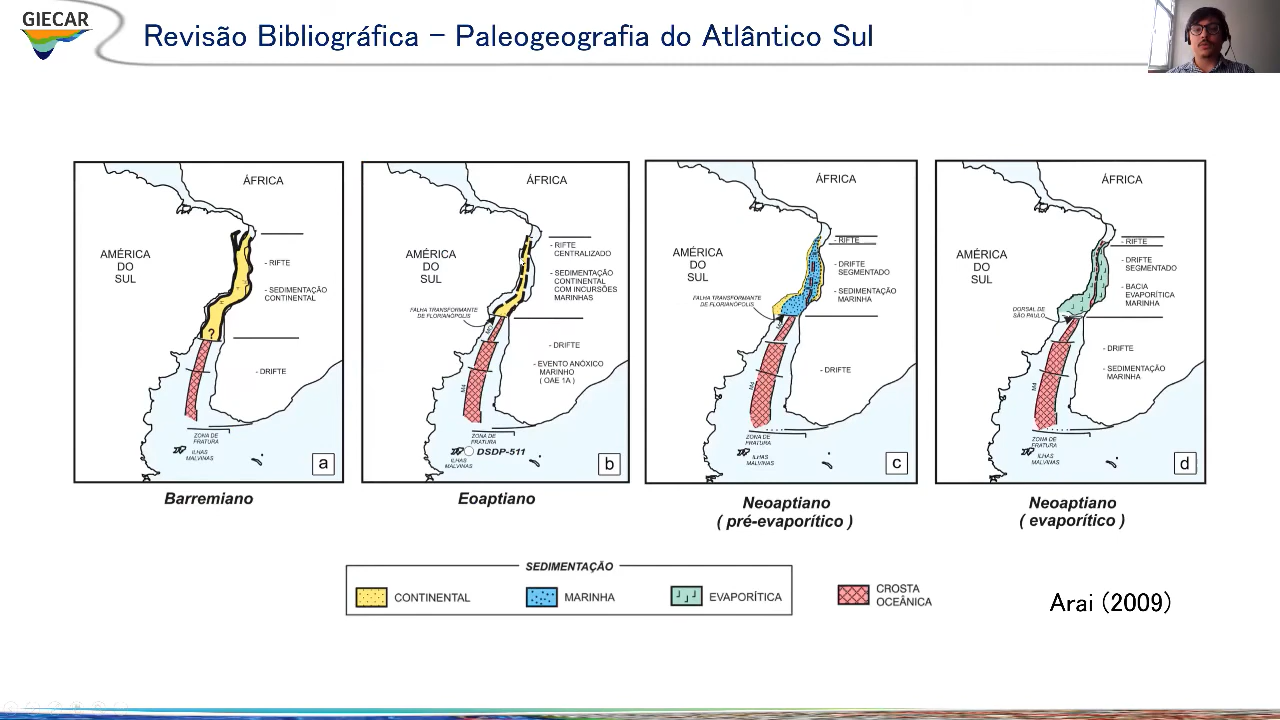 GIECAR
Revisão Bibliográfica – Paleogeografia do Atlântico Sul
ÁFRICA
AMÉRICA
DO
SUL
- RIFTE
- SEDIMENTAÇÃO
CONTINENTAL
?
- DRIFTE
ZONA DE
FRATURA
ILHAS
MALVINAS
a
Barremiano
ÁFRICA
AMÉRICA
DO
SUL
- RIFTE
CENTRALIZADO
- SEDIMENTAÇÃO
CONTINENTAL
COM INCURSÕES
MARINHAS
FALHA TRANSFORMANTE
DE FLORIANÓPOLIS
- DRIFTE
- EVENTO ANÓXICO
MARINHO
( OAE 1A )
M4
ZONA DE
FRATURA
DSDP-511
ILHAS
MALVINAS
b
Eoaptiano
ÁFRICA
AMÉRICA
DO
SUL
- RIFTE
- DRIFTE
SEGMENTADO
- SEDIMENTAÇÃO
MARINHA
FALHA TRANSFORMANTE
DE FLORIANÓPOLIS
- DRIFTE
M4
ZONA DE
FRATURA
ILHAS
MALVINAS
c
Neoaptiano
( pré-evaporítico )
ÁFRICA
AMÉRICA
DO
SUL
- RIFTE
- DRIFTE
SEGMENTADO
- BACIA
EVAPORÍTICA
MARINHA
DORSAL DE
SÃO PAULO
- DRIFTE
- SEDIMENTAÇÃO
MARINHA
M4
ZONA DE
FRATURA
ILHAS
MALVINAS
d
Neoaptiano
( evaporítico )
SEDIMENTAÇÃO
CONTINENTAL
MARINHA
EVAPORÍTICA
CROSTA
OCEÂNICA
Arai (2009)